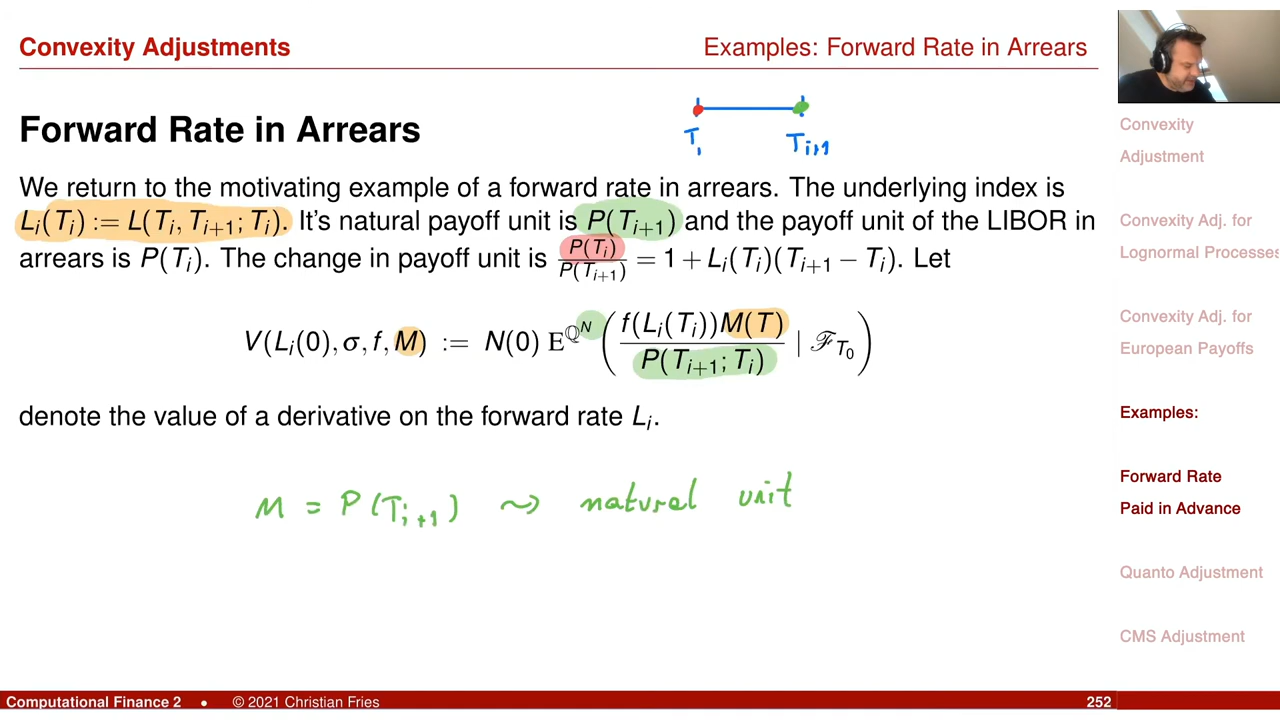 Convexity Adjustments
Examples: Forward Rate in Arrears
Forward Rate in Arrears
T_i T_{i+1}
We return to the motivating example of a forward rate in arrears. The underlying index is
L_i(T_i) := L(T_i, T_{i+1}; T_i). It's natural payoff unit is P(T_{i+1}) and the payoff unit of the LIBOR in
arrears is P(T_i). The change in payoff unit is P(T_i)/P(T_{i+1}) = 1 + L_i(T_i)(T_{i+1} − T_i). Let
V(L_i(0), σ, f, M) := N(0) E^{ℚ^N} ( f(L_i(T_i))M(T) / P(T_{i+1}; T_i) | ℱ_{T_0} )
denote the value of a derivative on the forward rate L_i.
M = P(T_{i+1}) ⤳ natural unit
Convexity
Adjustment
Convexity Adj. for
Lognormal Processes
Convexity Adj. for
European Payoffs
Examples:
Forward Rate
Paid in Advance
Quanto Adjustment
CMS Adjustment
Computational Finance 2 • © 2021 Christian Fries
252